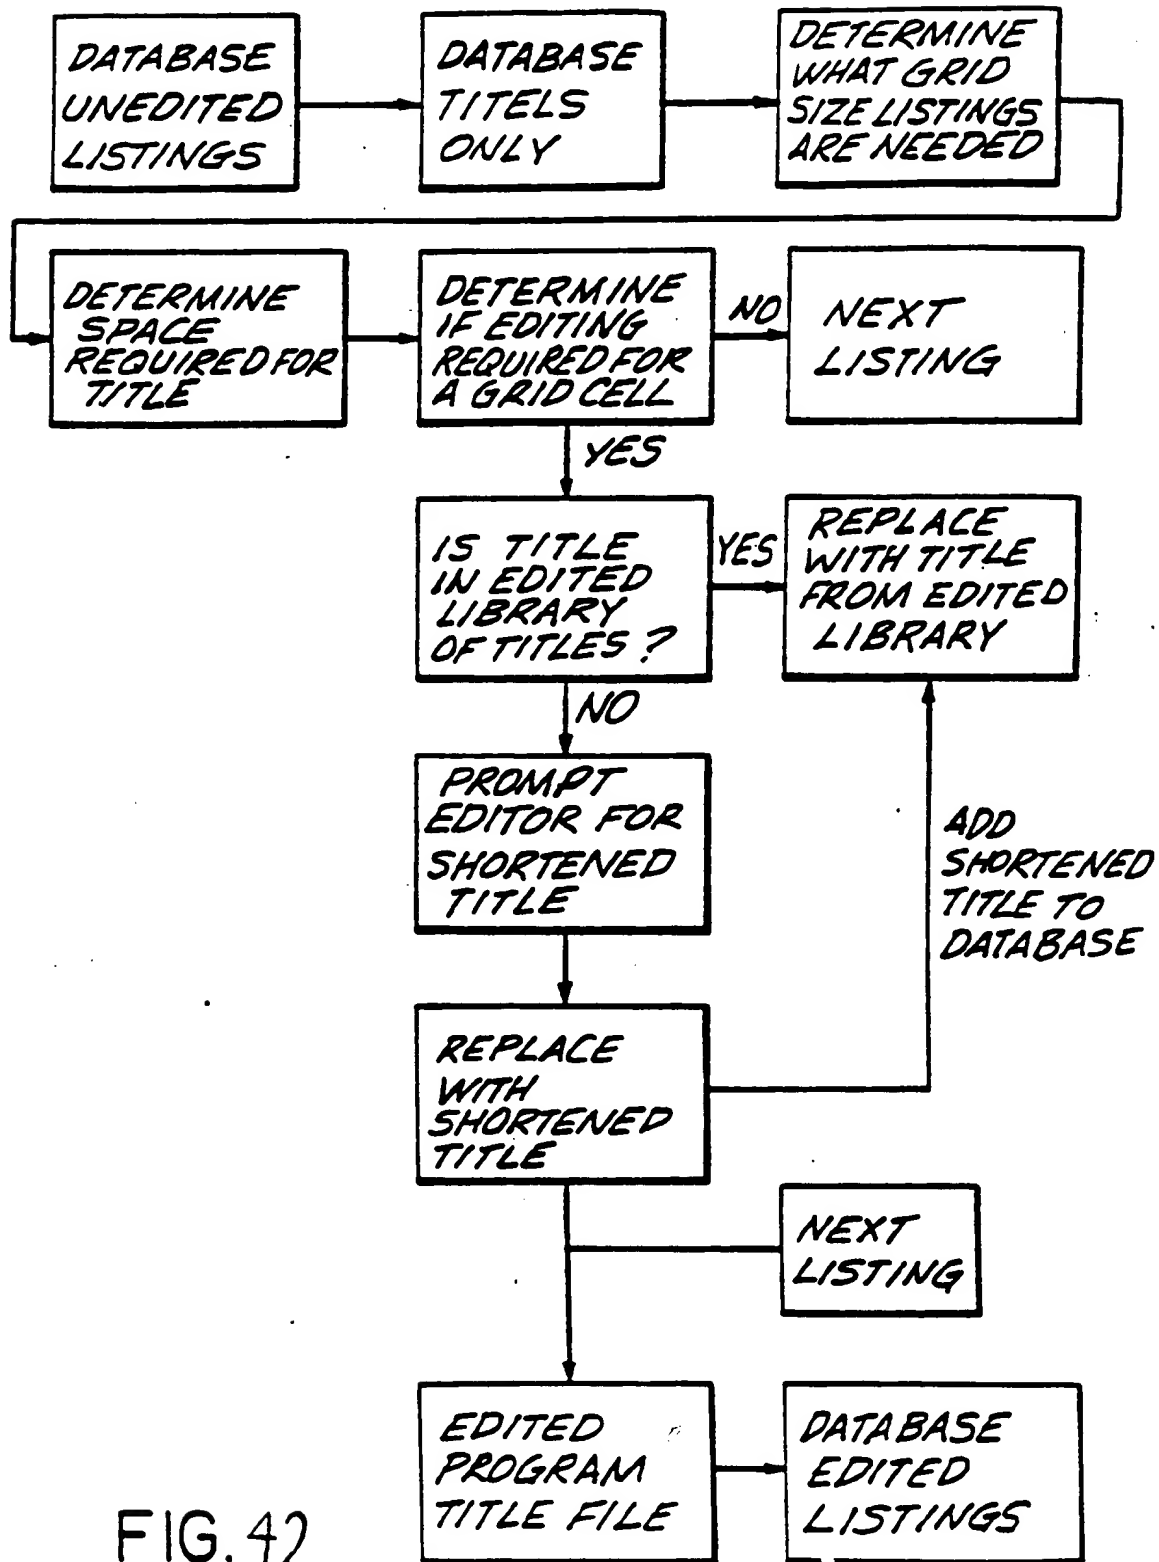 DATABASE
UNEDITED
LISTINGS
DATABASE
TITELS
ONLY
DETERMINE
WHAT GRID
SIZE LISTINGS
ARE NEEDED
DETERMINE
SPACE
REQUIRED FOR
TITLE
DETERMINE
IF EDITING
REQUIRED FOR
A GRID CELL
NO
NEXT
LISTING
YES
IS TITLE
IN EDITED
LIBRARY
OF TITLES?
YES
REPLACE
WITH TITLE
FROM EDITED
LIBRARY
NO
PROMPT
EDITOR FOR
SHORTENED
TITLE
ADD
SHORTENED
TITLE TO
DATABASE
REPLACE
WITH
SHORTENED
TITLE
NEXT
LISTING
EDITED
PROGRAM
TITLE FILE
DATABASE
EDITED
LISTINGS
FIG. 42